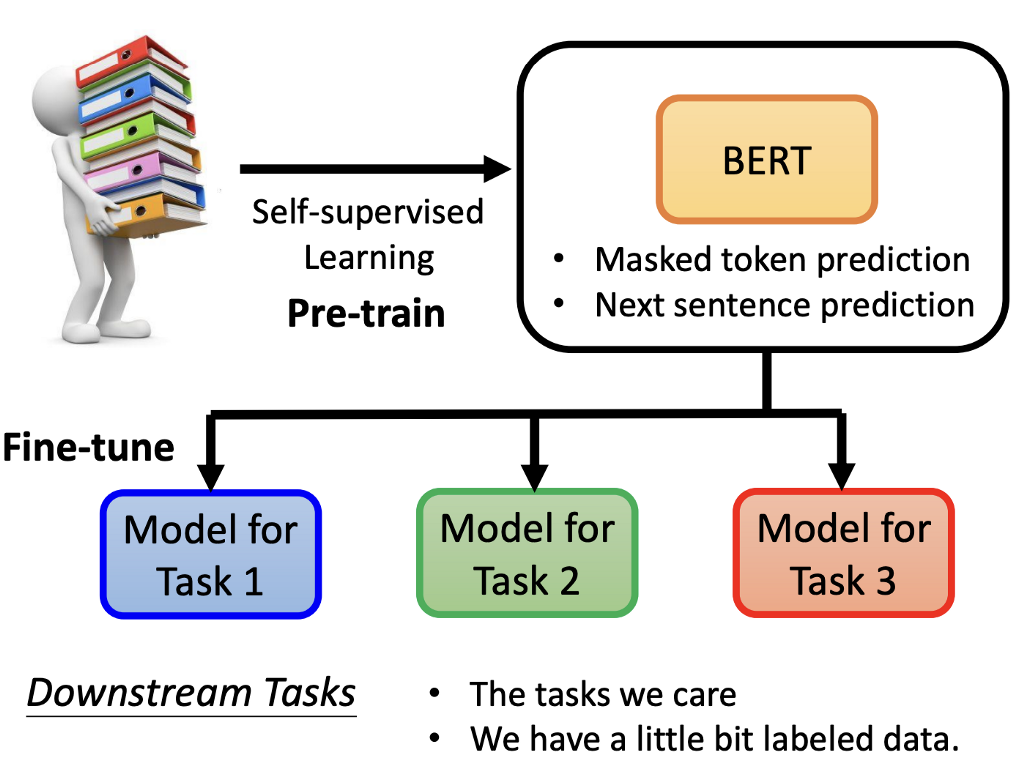 BERT
Self-supervised
Learning
Pre-train
• Masked token prediction
• Next sentence prediction
Fine-tune
Model for
Task 1
Model for
Task 2
Model for
Task 3
Downstream Tasks
• The tasks we care
• We have a little bit labeled data.